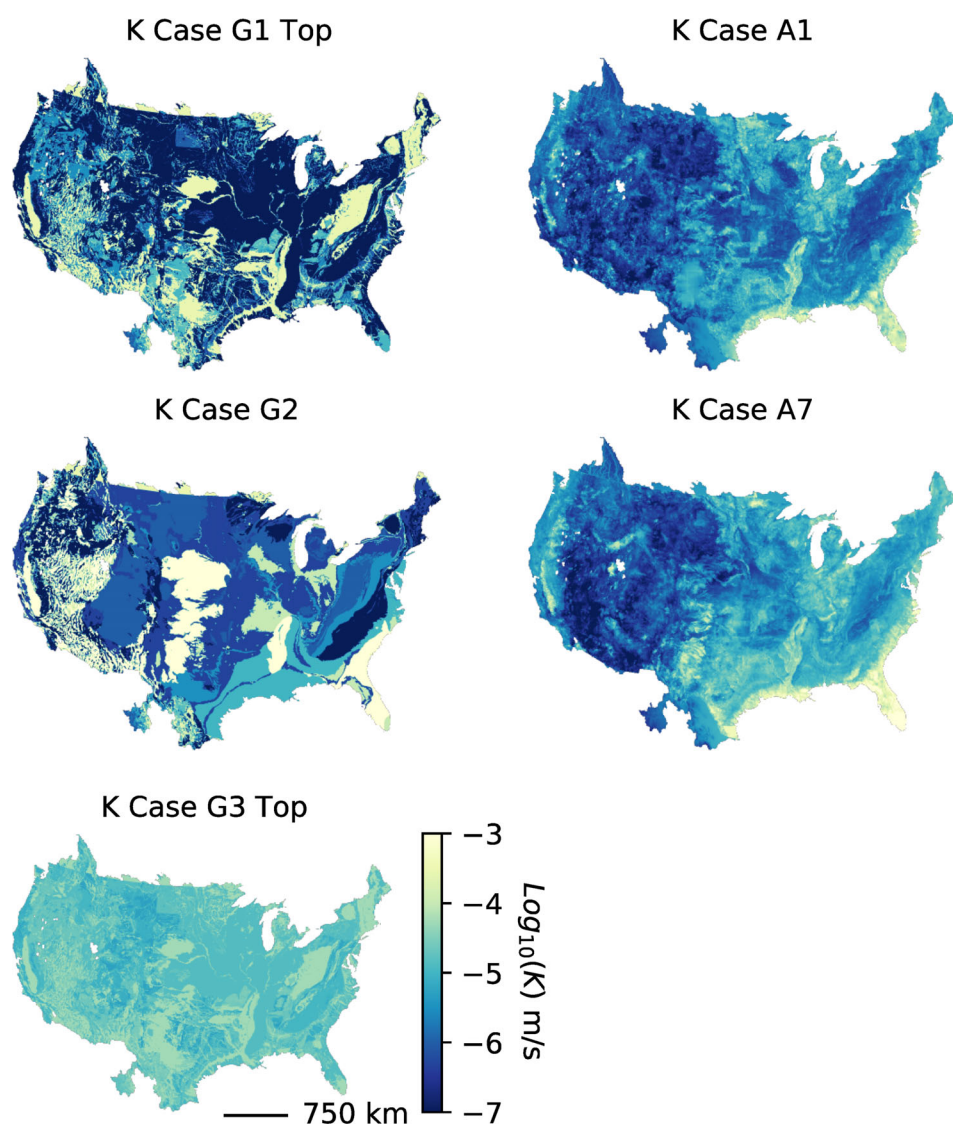 K Case G1 Top
K Case A1
K Case G2
K Case A7
K Case G3 Top
−3
−4
−5
−6
−7
Log₁₀(K) m/s
750 km